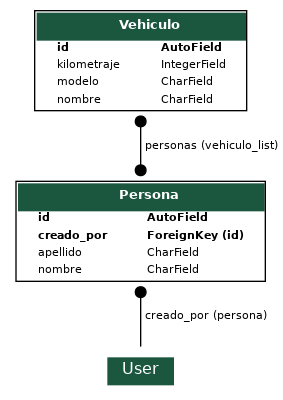 Vehiculo
id AutoField
kilometraje IntegerField
modelo CharField
nombre CharField
personas (vehiculo_list)
Persona
id AutoField
creado_por ForeignKey (id)
apellido CharField
nombre CharField
creado_por (persona)
User